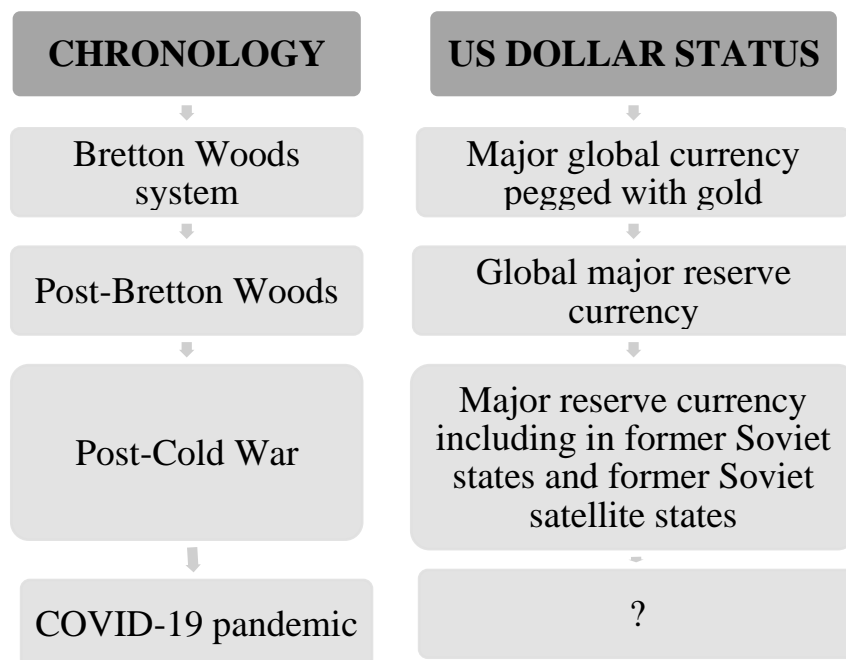 CHRONOLOGY
Bretton Woods
system
Post-Bretton Woods
Post-Cold War
COVID-19 pandemic
US DOLLAR STATUS
Major global currency
pegged with gold
Global major reserve
currency
Major reserve currency
including in former Soviet
states and former Soviet
satellite states
?